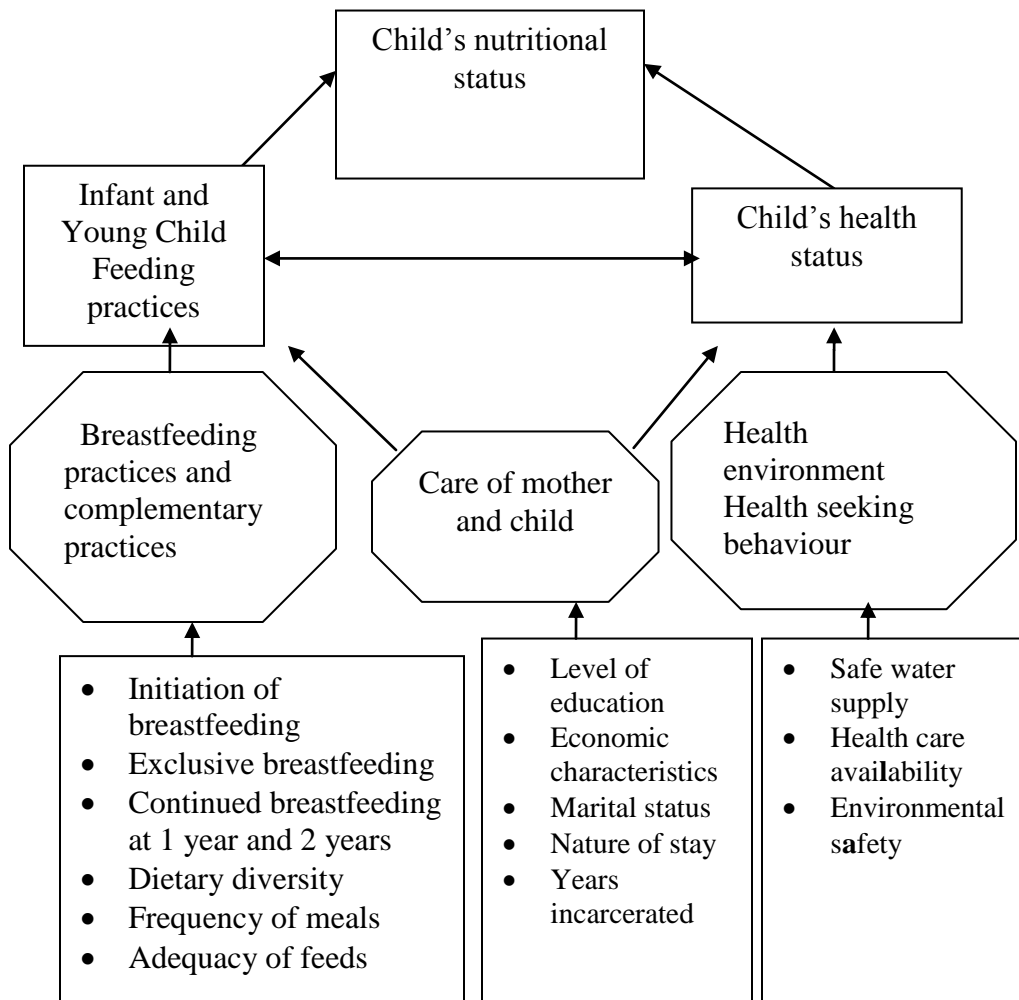 Child’s nutritional
status
Infant and
Young Child
Feeding
practices
Child’s health
status
Breastfeeding
practices and
complementary
practices
Care of mother
and child
Health
environment
Health seeking
behaviour
• Initiation of
breastfeeding
• Exclusive breastfeeding
• Continued breastfeeding
at 1 year and 2 years
• Dietary diversity
• Frequency of meals
• Adequacy of feeds
• Level of
education
• Economic
characteristics
• Marital status
• Nature of stay
• Years
incarcerated
• Safe water
supply
• Health care
availability
• Environmental
safety